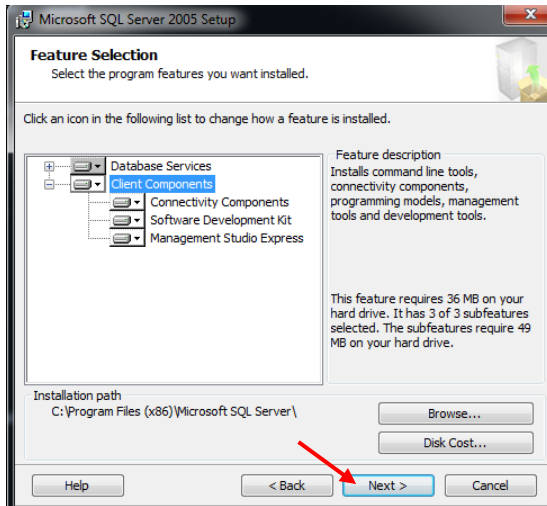 Microsoft SQL Server 2005 Setup
Feature Selection
Select the program features you want installed.
Click an icon in the following list to change how a feature is installed.
Database Services
Client Components
Connectivity Components
Software Development Kit
Management Studio Express
Feature description
Installs command line tools,
connectivity components,
programming models, management
tools and development tools.
This feature requires 36 MB on your
hard drive. It has 3 of 3 subfeatures
selected. The subfeatures require 49
MB on your hard drive.
Installation path
C:\Program Files (x86)\Microsoft SQL Server\
Browse...
Disk Cost...
Help
< Back
Next >
Cancel